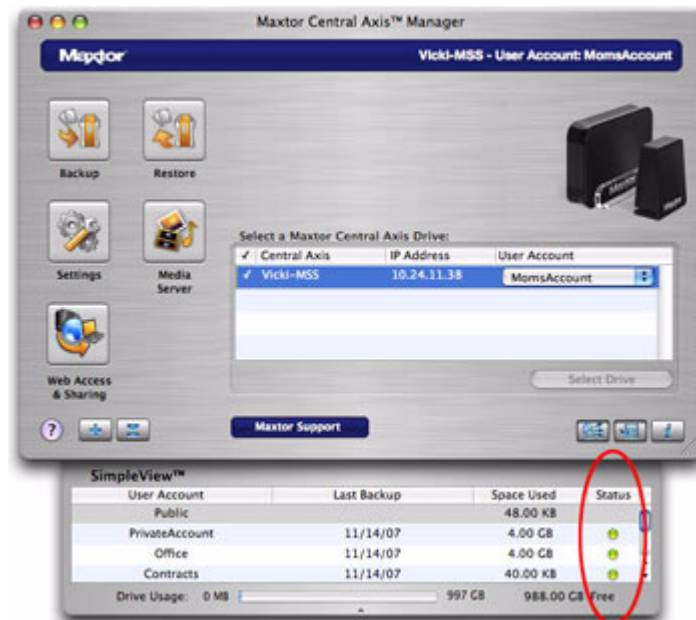 Maxtor Central Axis™ Manager
Maxtor
Vicki-MSS - User Account: MomsAccount
Backup
Restore
Maxtor
Settings
Media Server
Select a Maxtor Central Axis Drive:
✓ Central Axis IP Address User Account
✓ Vicki-MSS 10.24.11.38 MomsAccount
Web Access & Sharing
Select Drive
?
Maxtor Support
i
SimpleView™
User Account Last Backup Space Used Status
Public 48.00 KB
PrivateAccount 11/14/07 4.00 GB
Office 11/14/07 4.00 GB
Contracts 11/14/07 40.00 KB
Drive Usage: 0 MB 997 GB 988.00 GB Free